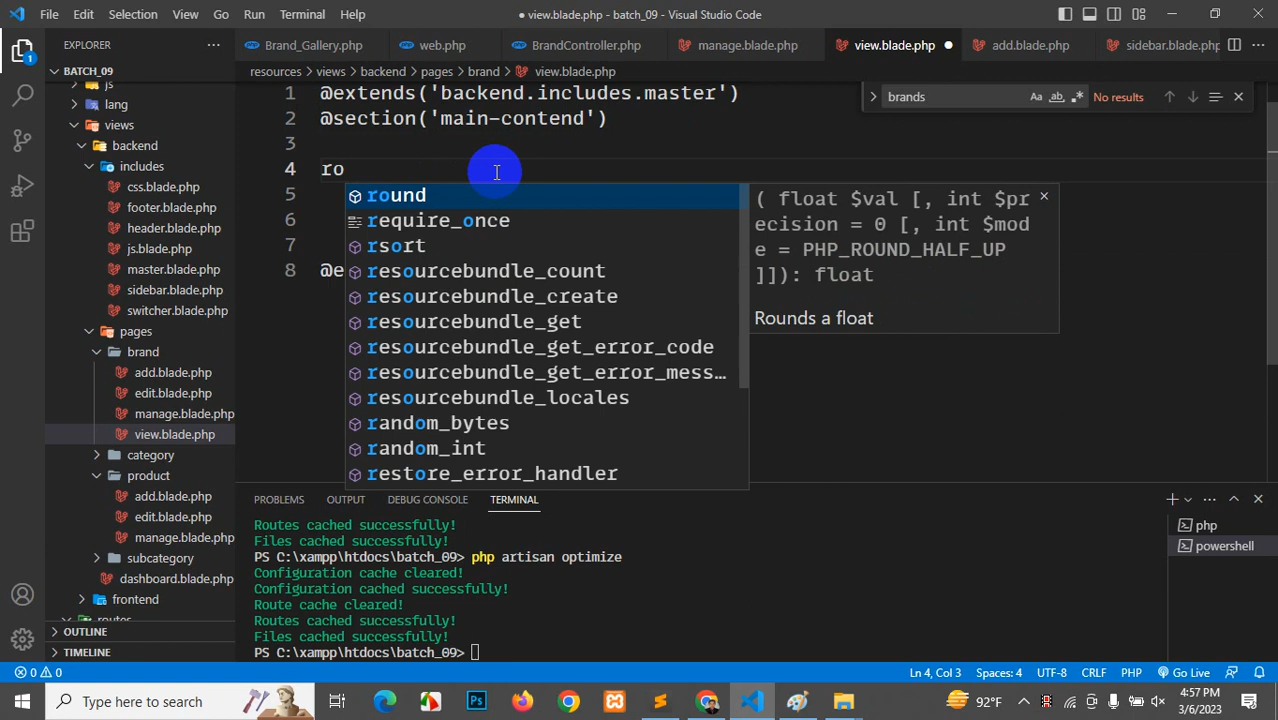 File Edit Selection View Go Run Terminal Help
● view.blade.php - batch_09 - Visual Studio Code
EXPLORER
Brand_Gallery.php web.php BrandController.php manage.blade.php view.blade.php add.blade.php sidebar.blade.php
BATCH_09
resources > views > backend > pages > brand > view.blade.php
js
lang
views
backend
includes
css.blade.php
footer.blade.php
header.blade.php
js.blade.php
master.blade.php
sidebar.blade.php
switcher.blade.php
pages
brand
add.blade.php
edit.blade.php
manage.blade.php
view.blade.php
category
product
add.blade.php
edit.blade.php
manage.blade.php
subcategory
dashboard.blade.php
frontend
routes
OUTLINE
TIMELINE
brands Aa ab No results
1 @extends('backend.includes.master')
2 @section('main-contend')
3
4 ro
5
6
7
8 @e
round
require_once
rsort
resourcebundle_count
resourcebundle_create
resourcebundle_get
resourcebundle_get_error_code
resourcebundle_get_error_mess…
resourcebundle_locales
random_bytes
random_int
restore_error_handler
( float $val [, int $pr
ecision = 0 [, int $mod
e = PHP_ROUND_HALF_UP
]]): float
Rounds a float
PROBLEMS OUTPUT DEBUG CONSOLE TERMINAL
Routes cached successfully!
Files cached successfully!
PS C:\xampp\htdocs\batch_09> php artisan optimize
Configuration cache cleared!
Configuration cached successfully!
Route cache cleared!
Routes cached successfully!
Files cached successfully!
PS C:\xampp\htdocs\batch_09>
php
powershell
1
0 0 Ln 4, Col 3 Spaces: 4 UTF-8 CRLF PHP Go Live
Type here to search
Ps
92°F
4:57 PM
3/6/2023